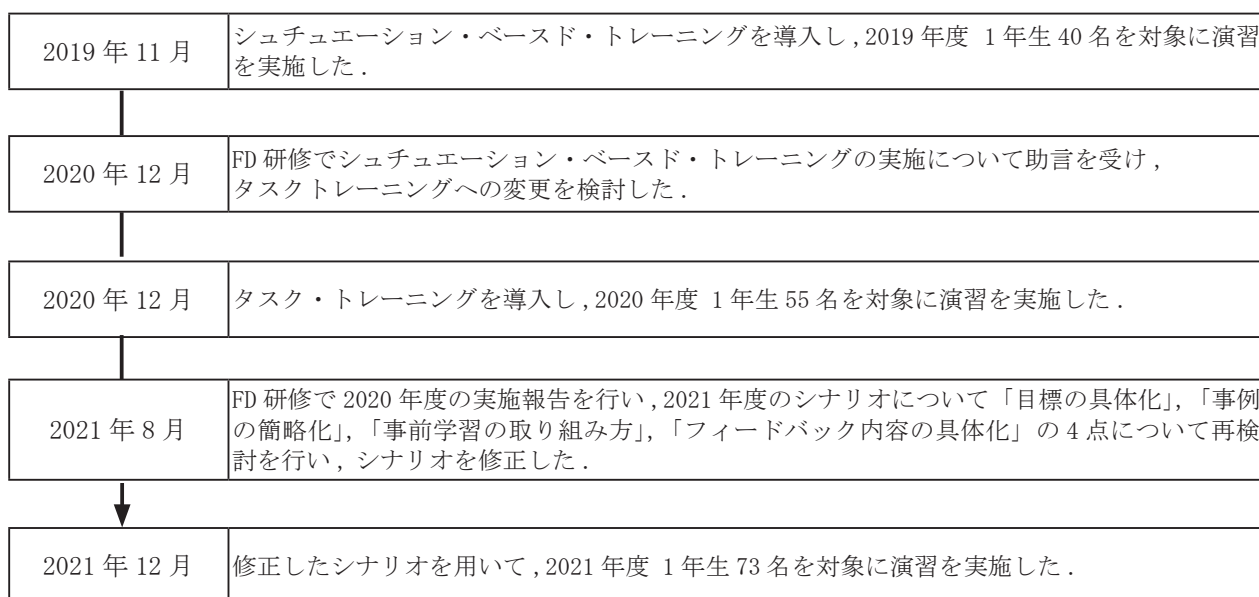 2019 年 11 月
シュチュエーション・ベースド・トレーニングを導入し , 2019 年度 1 年生 40 名を対象に演習
を実施した .
2020 年 12 月
FD 研修でシュチュエーション・ベースド・トレーニングの実施について助言を受け ,
タスクトレーニングへの変更を検討した .
2020 年 12 月
タスク・トレーニングを導入し , 2020 年度 1 年生 55 名を対象に演習を実施した .
2021 年 8 月
FD 研修で 2020 年度の実施報告を行い , 2021 年度のシナリオについて「目標の具体化」, 「事例
の簡略化」, 「事前学習の取り組み方」, 「フィードバック内容の具体化」の 4 点について再検
討を行い , シナリオを修正した .
2021 年 12 月
修正したシナリオを用いて , 2021 年度 1 年生 73 名を対象に演習を実施した .